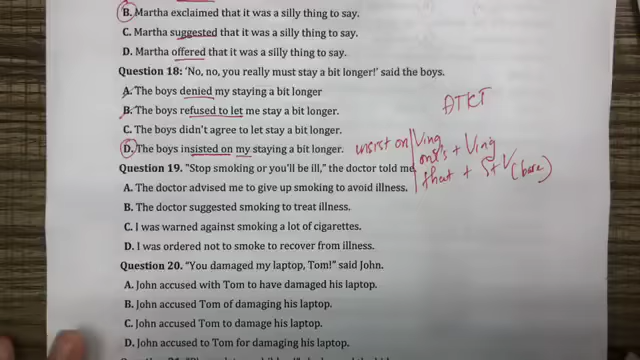 B. Martha exclaimed that it was a silly thing to say.
C. Martha suggested that it was a silly thing to say.
D. Martha offered that it was a silly thing to say.
Question 18: 'No, no, you really must stay a bit longer!' said the boys.
A. The boys denied my staying a bit longer
B. The boys refused to let me stay a bit longer.
C. The boys didn't agree to let stay a bit longer.
D. The boys insisted on my staying a bit longer.
ĐTKT
insist on Ving
one's + Ving
that + S + V (bare)
Question 19. "Stop smoking or you'll be ill," the doctor told me.
A. The doctor advised me to give up smoking to avoid illness.
B. The doctor suggested smoking to treat illness.
C. I was warned against smoking a lot of cigarettes.
D. I was ordered not to smoke to recover from illness.
Question 20. "You damaged my laptop, Tom!" said John.
A. John accused with Tom to have damaged his laptop.
B. John accused Tom of damaging his laptop.
C. John accused Tom to damage his laptop.
D. John accused to Tom for damaging his laptop.